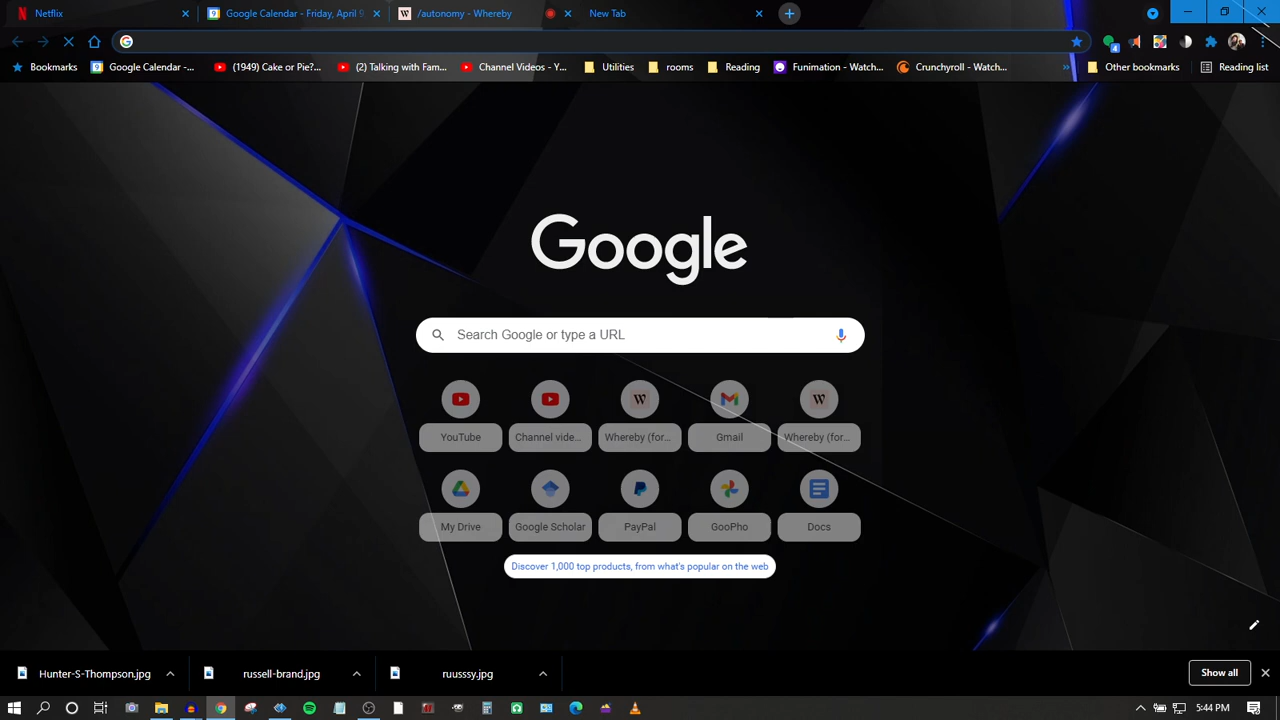 Netflix
Google Calendar - Friday, April 9
/autonomy - Whereby
New Tab
4
Bookmarks
Google Calendar -...
(1949) Cake or Pie?...
(2)Talking with Fam...
Channel Videos - Y...
Utilities
rooms
Reading
Funimation - Watch...
Crunchyroll - Watch...
»
Other bookmarks
Reading list
Google
Search Google or type a URL
YouTube
Channel vide...
Whereby (for...
Gmail
Whereby (for...
My Drive
Google Scholar
PayPal
GooPho
Docs
Discover 1,000 top products, from what's popular on the web
Hunter-S-Thompson.jpg
russell-brand.jpg
ruusssy.jpg
Show all
5:44 PM